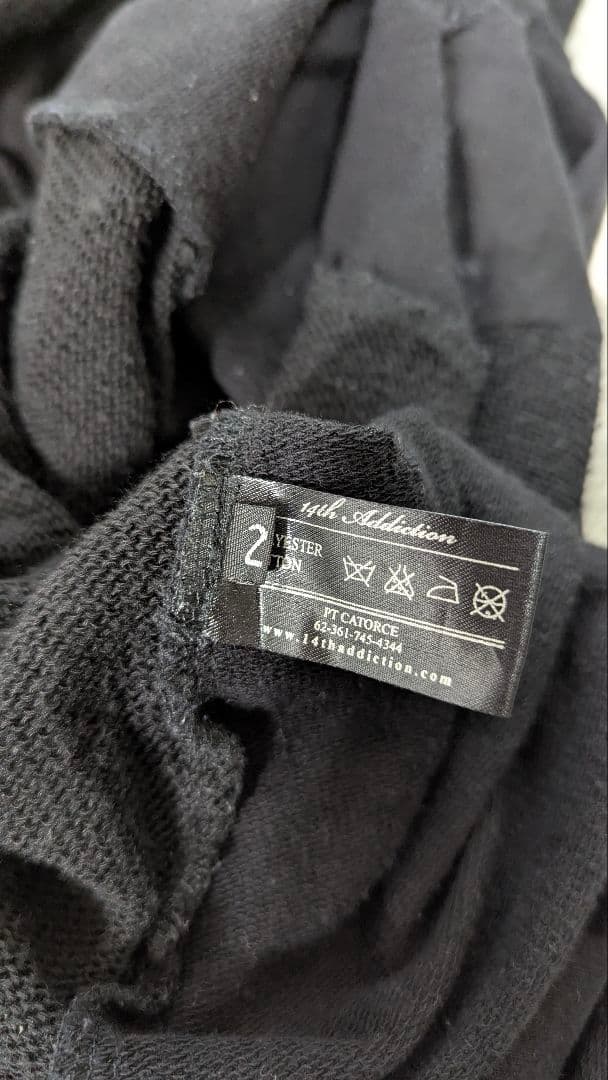 14th Addiction
2
YESTER
TON
PT CATORCE
62-361-745-4344
www.14thaddiction.com